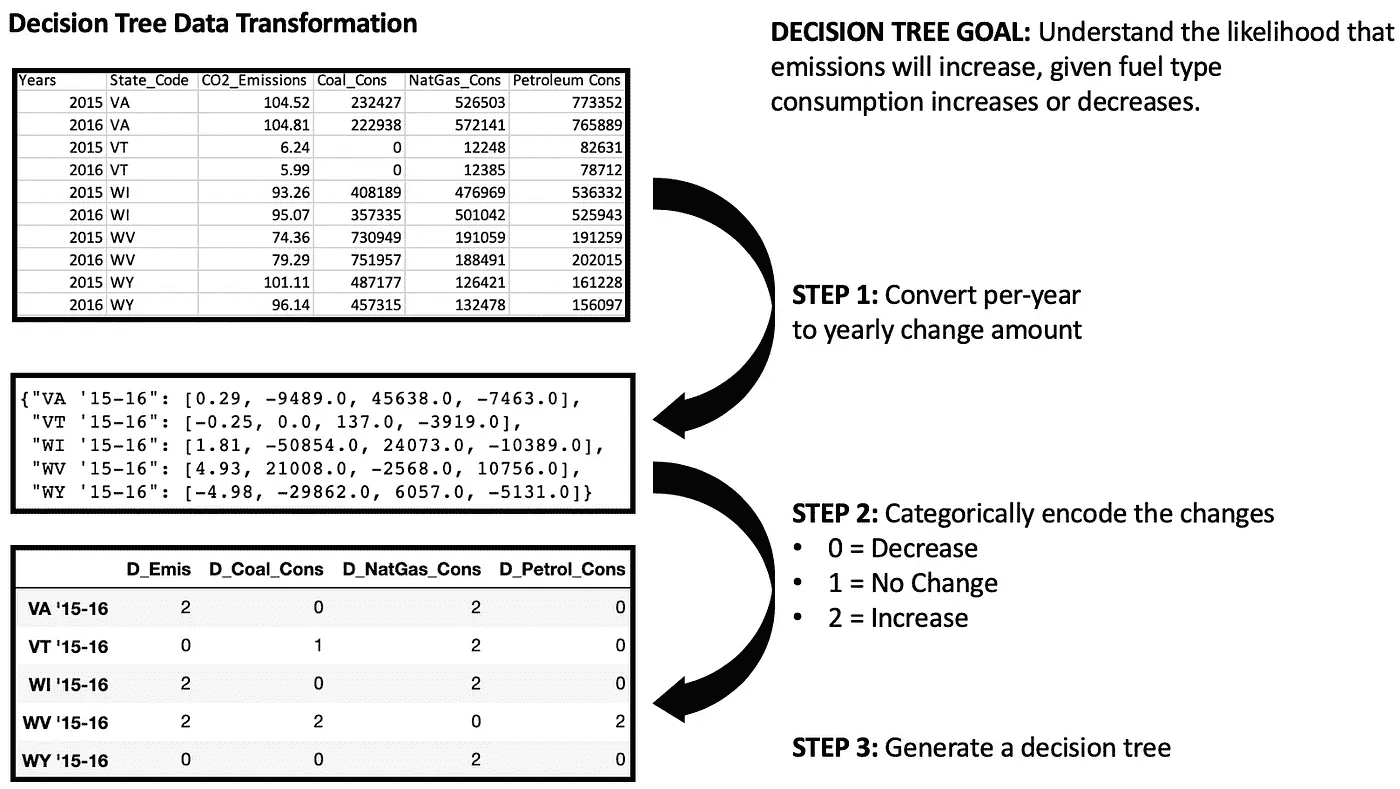 Decision Tree Data Transformation
DECISION TREE GOAL: Understand the likelihood that
emissions will increase, given fuel type
consumption increases or decreases.
Years State_Code CO2_Emissions Coal_Cons NatGas_Cons Petroleum Cons
2015 VA 104.52 232427 526503 773352
2016 VA 104.81 222938 572141 765889
2015 VT 6.24 0 12248 82631
2016 VT 5.99 0 12385 78712
2015 WI 93.26 408189 476969 536332
2016 WI 95.07 357335 501042 525943
2015 WV 74.36 730949 191059 191259
2016 WV 79.29 751957 188491 202015
2015 WY 101.11 487177 126421 161228
2016 WY 96.14 457315 132478 156097
STEP 1: Convert per-year
to yearly change amount
{"VA '15-16": [0.29, -9489.0, 45638.0, -7463.0],
"VT '15-16": [-0.25, 0.0, 137.0, -3919.0],
"WI '15-16": [1.81, -50854.0, 24073.0, -10389.0],
"WV '15-16": [4.93, 21008.0, -2568.0, 10756.0],
"WY '15-16": [-4.98, -29862.0, 6057.0, -5131.0]}
STEP 2: Categorically encode the changes
• 0 = Decrease
• 1 = No Change
• 2 = Increase
D_Emis D_Coal_Cons D_NatGas_Cons D_Petrol_Cons
VA '15-16 2 0 2 0
VT '15-16 0 1 2 0
WI '15-16 2 0 2 0
WV '15-16 2 2 0 2
WY '15-16 0 0 2 0
STEP 3: Generate a decision tree